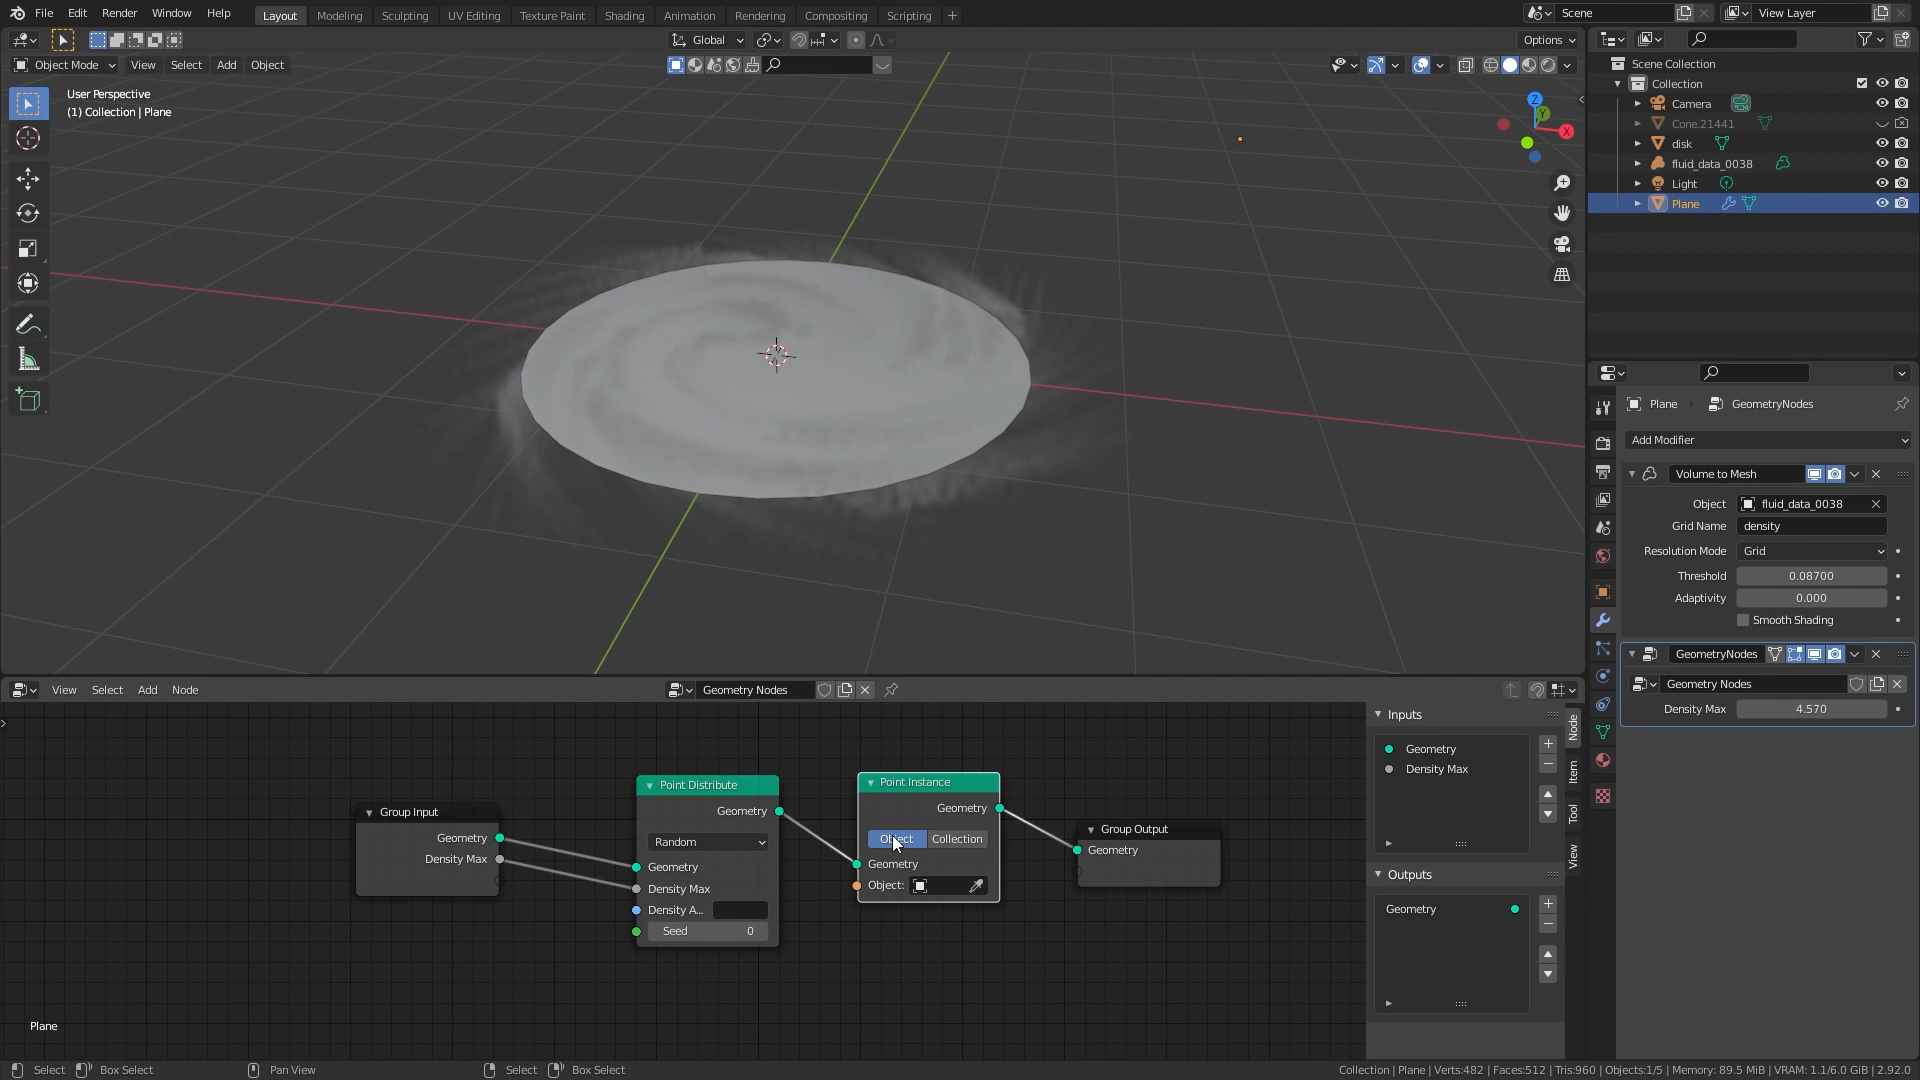 File Edit Render Window Help Layout Modeling Sculpting UV Editing Texture Paint Shading Animation Rendering Compositing Scripting + Scene View Layer
Global Options
Object Mode View Select Add Object
User Perspective
(1) Collection | Plane
Z
Y
X
Scene Collection
Collection
Camera
Cone.21441
disk
fluid_data_0038
Light
Plane
Plane GeometryNodes
Add Modifier
Volume to Mesh
Object fluid_data_0038
Grid Name density
Resolution Mode Grid
Threshold 0.08700
Adaptivity 0.000
Smooth Shading
GeometryNodes
Geometry Nodes
Density Max 4.570
View Select Add Node Geometry Nodes
Group Input
Geometry
Density Max
Point Distribute
Geometry
Random
Geometry
Density Max
Density A...
Seed 0
Point Instance
Geometry
Object Collection
Geometry
Object:
Group Output
Geometry
Inputs
Geometry
Density Max
Outputs
Geometry
Node
Item
Tool
View
Plane
Select Box Select Pan View Select Box Select Collection | Plane | Verts:482 | Faces:512 | Tris:960 | Objects:1/5 | Memory: 89.5 MiB | VRAM: 1.1/6.0 GiB | 2.92.0